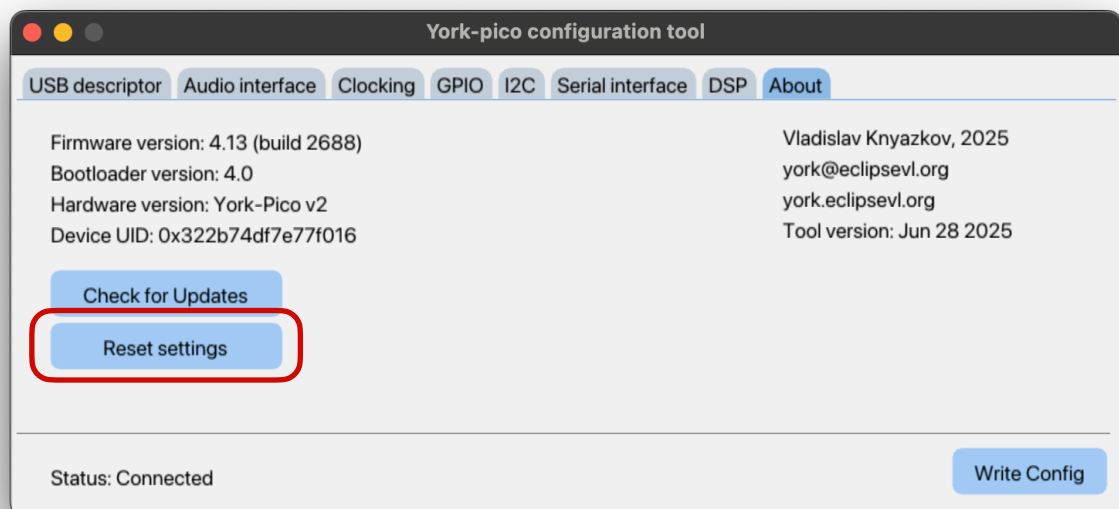 York-pico configuration tool
USB descriptor Audio interface Clocking GPIO I2C Serial interface DSP About
Firmware version: 4.13 (build 2688)
Bootloader version: 4.0
Hardware version: York-Pico v2
Device UID: 0x322b74df7e77f016
Vladislav Knyazkov, 2025
york@eclipsevl.org
york.eclipsevl.org
Tool version: Jun 28 2025
Check for Updates
Reset settings
Status: Connected
Write Config